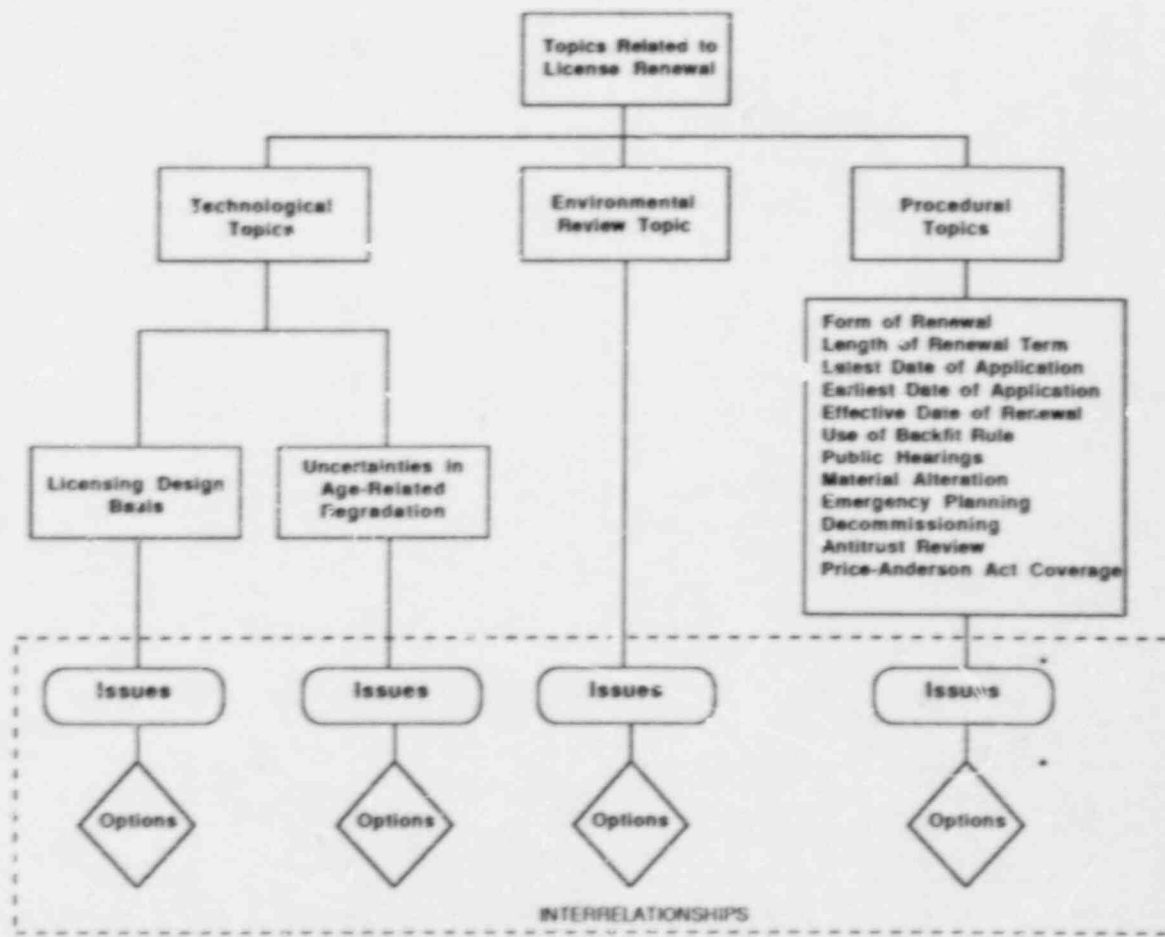 Topics Related to
License Renewal
Technological
Topics
Environmental
Review Topic
Procedural
Topics
Form of Renewal
Length of Renewal Term
Latest Date of Application
Earliest Date of Application
Effective Date of Renewal
Use of Backfit Rule
Public Hearings
Material Alteration
Emergency Planning
Decommissioning
Antitrust Review
Price-Anderson Act Coverage
Licensing Design
Basis
Uncertainties in
Age-Related
Degradation
Issues
Issues
Issues
Issues
Options
Options
Options
Options
INTERRELATIONSHIPS